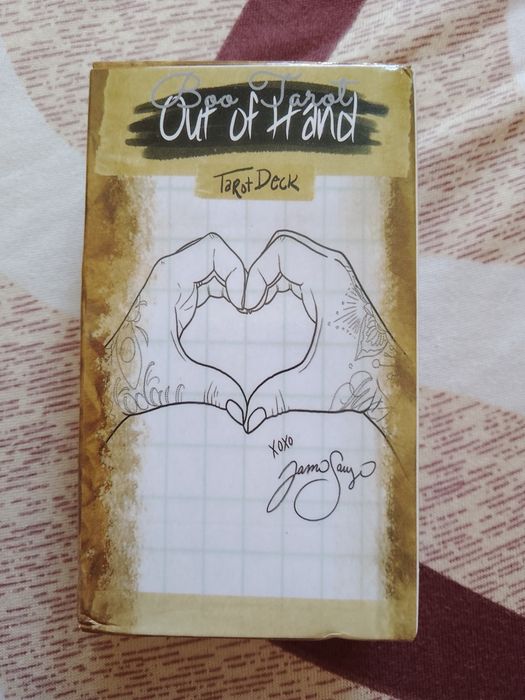 Boo Tarot
Out of Hand
Tarot Deck
xoxo